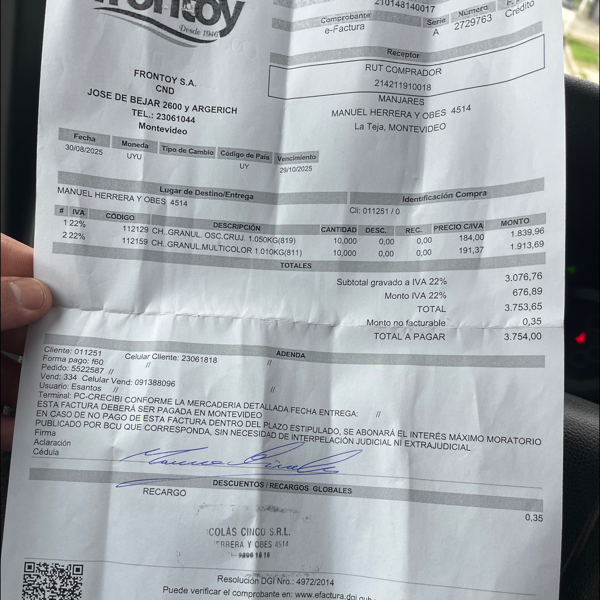 frontoy
Desde 1946
210148140017
Comprobante
e-Factura
Serie
A
Número
2729763
Crédito
FRONTOY S.A.
CND
JOSE DE BEJAR 2600 y ARGERICH
TEL.: 23061044
Montevideo
Receptor
RUT COMPRADOR
214211910018
MANJARES
MANUEL HERRERA Y OBES 4514
La Teja, MONTEVIDEO
Fecha Moneda Tipo de Cambio Código de País Vencimiento
30/08/2025 UYU UY 29/10/2025
Lugar de Destino/Entrega Identificación Compra
MANUEL HERRERA Y OBES 4514 Cli: 011251 / 0
# IVA CÓDIGO DESCRIPCIÓN CANTIDAD DESC. REC. PRECIO C/IVA MONTO
1 22% 112129 CH..GRANUL. OSC.CRUJ. 1.050KG(819) 10,000 0,00 0,00 184,00 1.839,96
2 22% 112159 CH..GRANUL.MULTICOLOR 1.010KG(811) 10,000 0,00 0,00 191,37 1.913,69
TOTALES
Subtotal gravado a IVA 22% 3.076,76
Monto IVA 22% 676,89
TOTAL 3.753,65
Monto no facturable 0,35
TOTAL A PAGAR 3.754,00
ADENDA
Cliente: 011251 Celular Cliente: 23061818 //
Forma pago: f60 //
Pedido: 5522587 //
Vend: 334 Celular Vend: 091388096
Usuario: Esantos // //
Terminal: PC-CRECIBI CONFORME LA MERCADERIA DETALLADA FECHA ENTREGA: //
ESTA FACTURA DEBERÁ SER PAGADA EN MONTEVIDEO
EN CASO DE NO PAGO DE ESTA FACTURA DENTRO DEL PLAZO ESTIPULADO, SE ABONARÁ EL INTERÉS MÁXIMO MORATORIO
PUBLICADO POR BCU QUE CORRESPONDA, SIN NECESIDAD DE INTERPELACIÓN JUDICIAL NI EXTRAJUDICIAL
Firma
Aclaración
Cédula
DESCUENTOS / RECARGOS GLOBALES
RECARGO 0,35
COLÁS CINCO S.R.L.
RRERA Y OBES 4514
Resolución DGI Nro.: 4972/2014
Puede verificar el comprobante en: www.efactura.dgi.gub